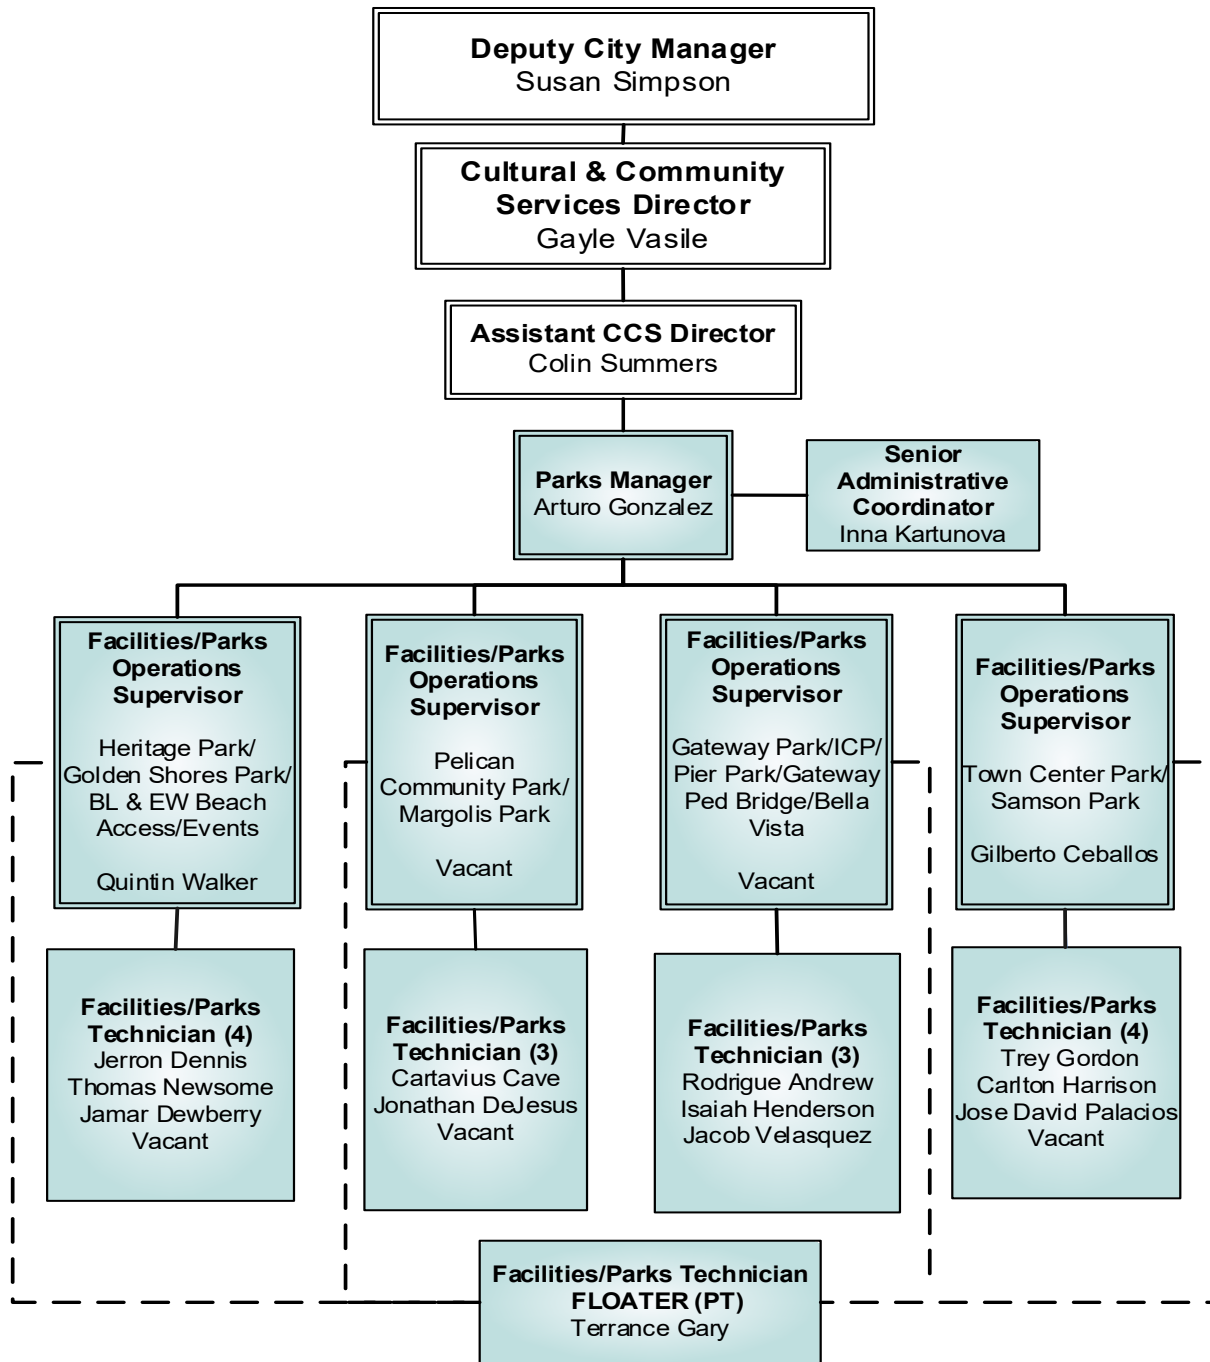 Deputy City Manager
Susan Simpson
Cultural & Community
Services Director
Gayle Vasile
Assistant CCS Director
Colin Summers
Parks Manager
Arturo Gonzalez
Senior
Administrative
Coordinator
Inna Kartunova
Facilities/Parks
Operations
Supervisor
Heritage Park/
Golden Shores Park/
BL & EW Beach
Access/Events
Quintin Walker
Facilities/Parks
Operations
Supervisor
Pelican
Community Park/
Margolis Park
Vacant
Facilities/Parks
Operations
Supervisor
Gateway Park/ICP/
Pier Park/Gateway
Ped Bridge/Bella
Vista
Vacant
Facilities/Parks
Operations
Supervisor
Town Center Park/
Samson Park
Gilberto Ceballos
Facilities/Parks
Technician (4)
Jerron Dennis
Thomas Newsome
Jamar Dewberry
Vacant
Facilities/Parks
Technician (3)
Cartavius Cave
Jonathan DeJesus
Vacant
Facilities/Parks
Technician (3)
Rodrigue Andrew
Isaiah Henderson
Jacob Velasquez
Facilities/Parks
Technician (4)
Trey Gordon
Carlton Harrison
Jose David Palacios
Vacant
Facilities/Parks Technician
FLOATER (PT)
Terrance Gary